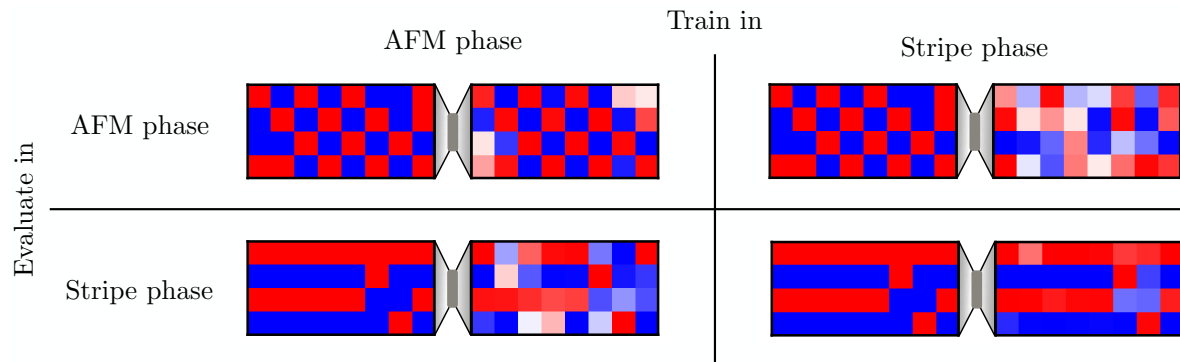 Train in
AFM phase
Stripe phase
Evaluate in
AFM phase
Stripe phase